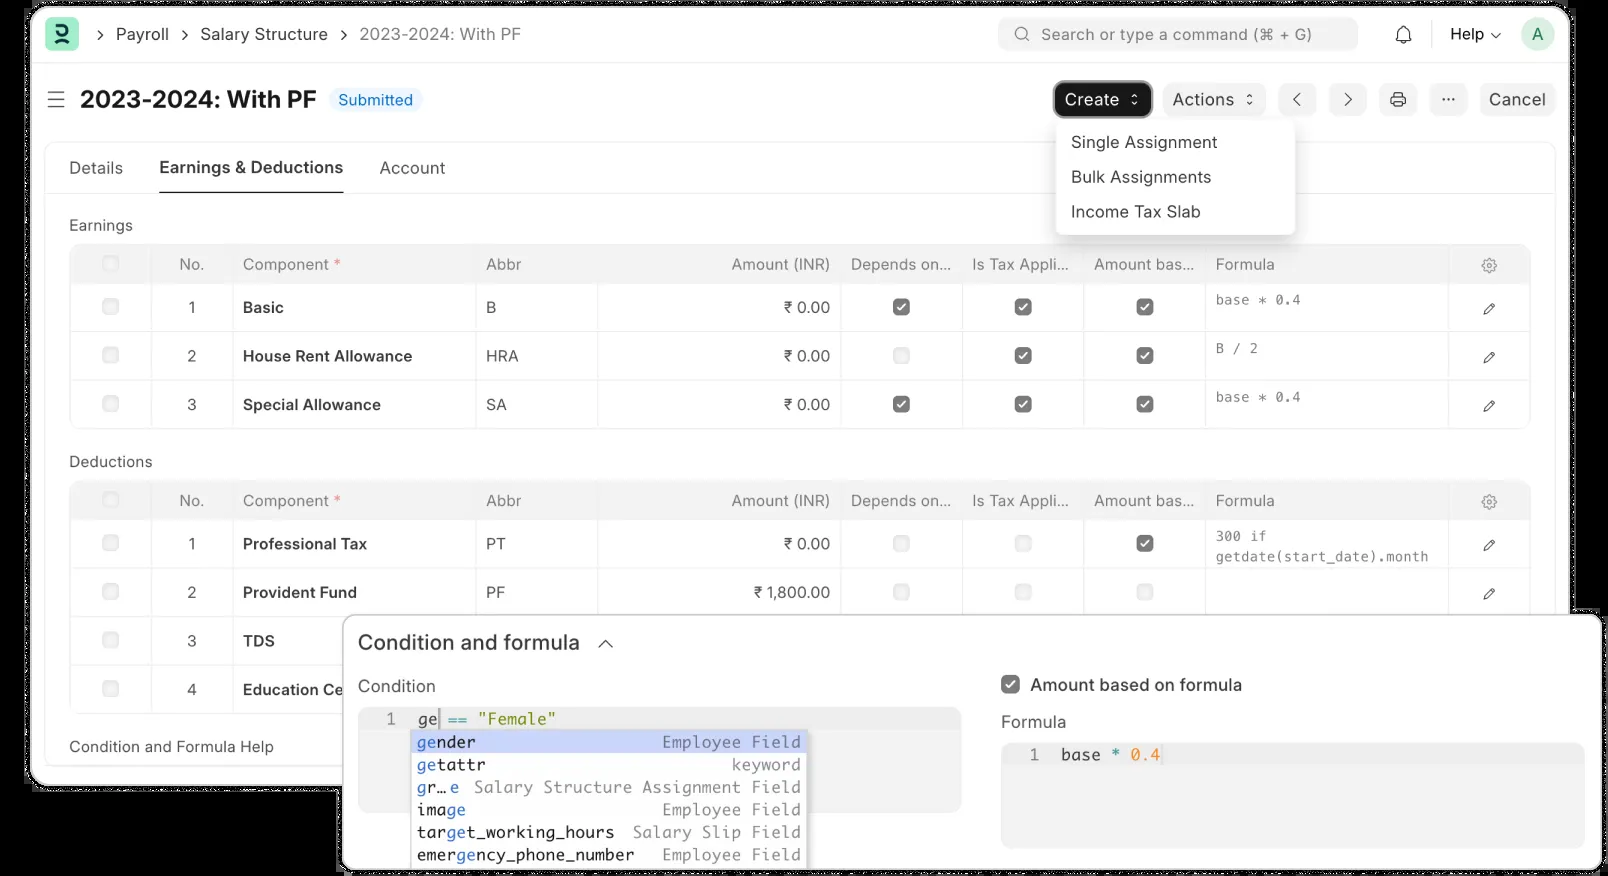 Payroll > Salary Structure > 2023-2024: With PF
Search or type a command (⌘ + G)
Help
A
2023-2024: With PF
Submitted
Create
Actions
Cancel
Single Assignment
Bulk Assignments
Income Tax Slab
Details
Earnings & Deductions
Account
Earnings
No. Component * Abbr Amount (INR) Depends on... Is Tax Appli... Amount bas... Formula
1 Basic B ₹ 0.00 base * 0.4
2 House Rent Allowance HRA ₹ 0.00 B / 2
3 Special Allowance SA ₹ 0.00 base * 0.4
Deductions
No. Component * Abbr Amount (INR) Depends on... Is Tax Appli... Amount bas... Formula
1 Professional Tax PT ₹ 0.00 300 if
getdate(start_date).month
2 Provident Fund PF ₹ 1,800.00
3 TDS
4 Education Ce
Condition and Formula Help
Condition and formula
Condition
1 ge == "Female"
gender Employee Field
getattr keyword
gr…e Salary Structure Assignment Field
image Employee Field
target_working_hours Salary Slip Field
emergency_phone_number Employee Field
Amount based on formula
Formula
1 base * 0.4